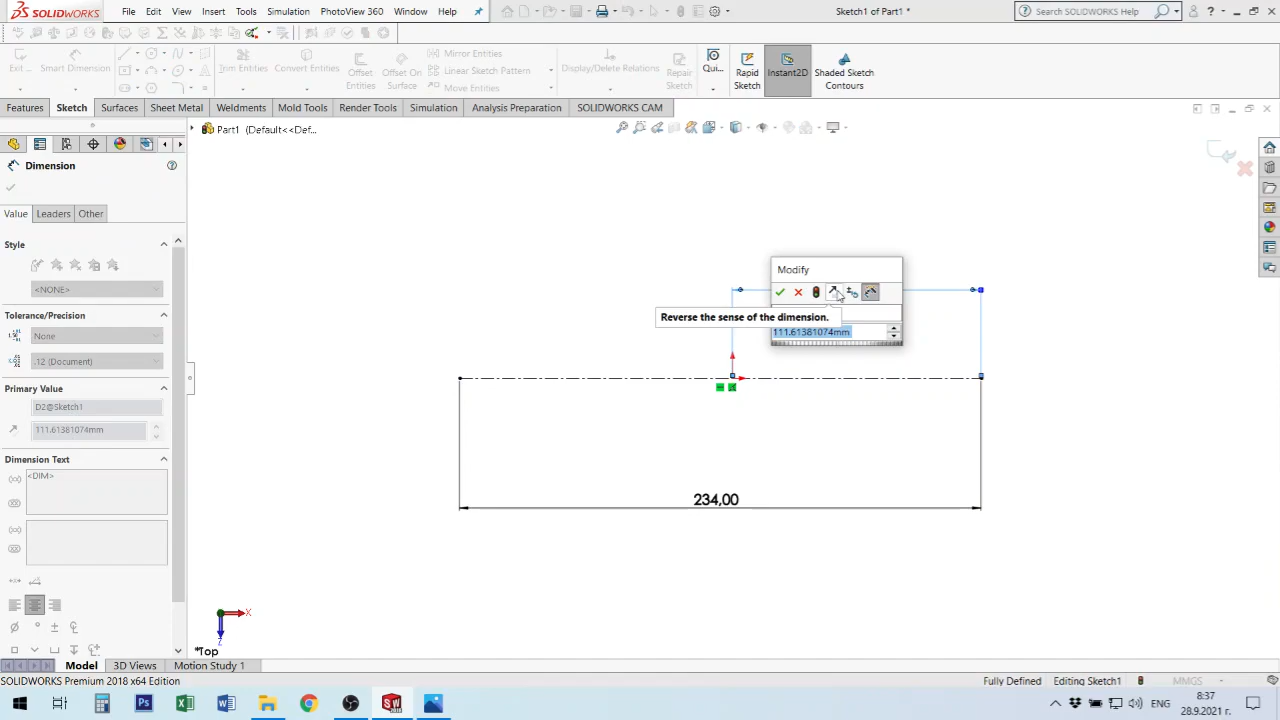 SOLIDWORKS File Edit View Insert Tools Simulation PhotoView 360 Window Help Sketch1 of Part1 * Search SOLIDWORKS Help
Exit ... Smart Dimension Trim Entities Convert Entities Offset Entities Offset On Surface Mirror Entities Linear Sketch Pattern Move Entities Display/Delete Relations Repair Sketch Qui... Rapid Sketch Instant2D Shaded Sketch Contours
Features Sketch Surfaces Sheet Metal Weldments Mold Tools Render Tools Simulation Analysis Preparation SOLIDWORKS CAM
Part1 (Default<<Def...
Dimension
Value Leaders Other
Style
<NONE>
Tolerance/Precision
None
.12 (Document)
Primary Value
D2@Sketch1
111.61381074mm
Dimension Text
<DIM>
Modify
Reverse the sense of the dimension.
111.61381074mm
234,00
X
Z
*Top
Model 3D Views Motion Study 1
SOLIDWORKS Premium 2018 x64 Edition Fully Defined Editing Sketch1 MMGS
ENG 8:37
28.9.2021 г.